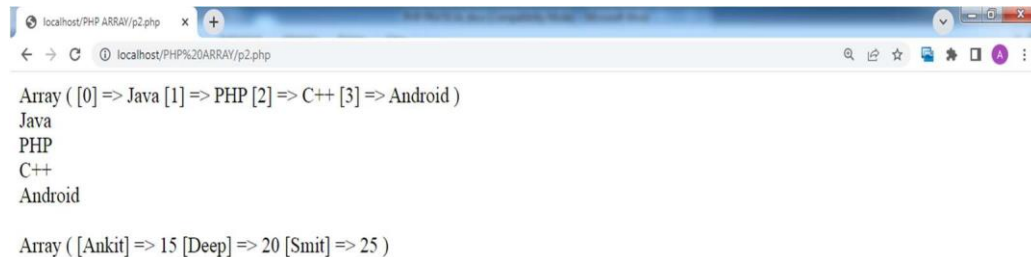 localhost/PHP ARRAY/p2.php
localhost/PHP%20ARRAY/p2.php
A
Array ( [0] => Java [1] => PHP [2] => C++ [3] => Android )
Java
PHP
C++
Android
Array ( [Ankit] => 15 [Deep] => 20 [Smit] => 25 )